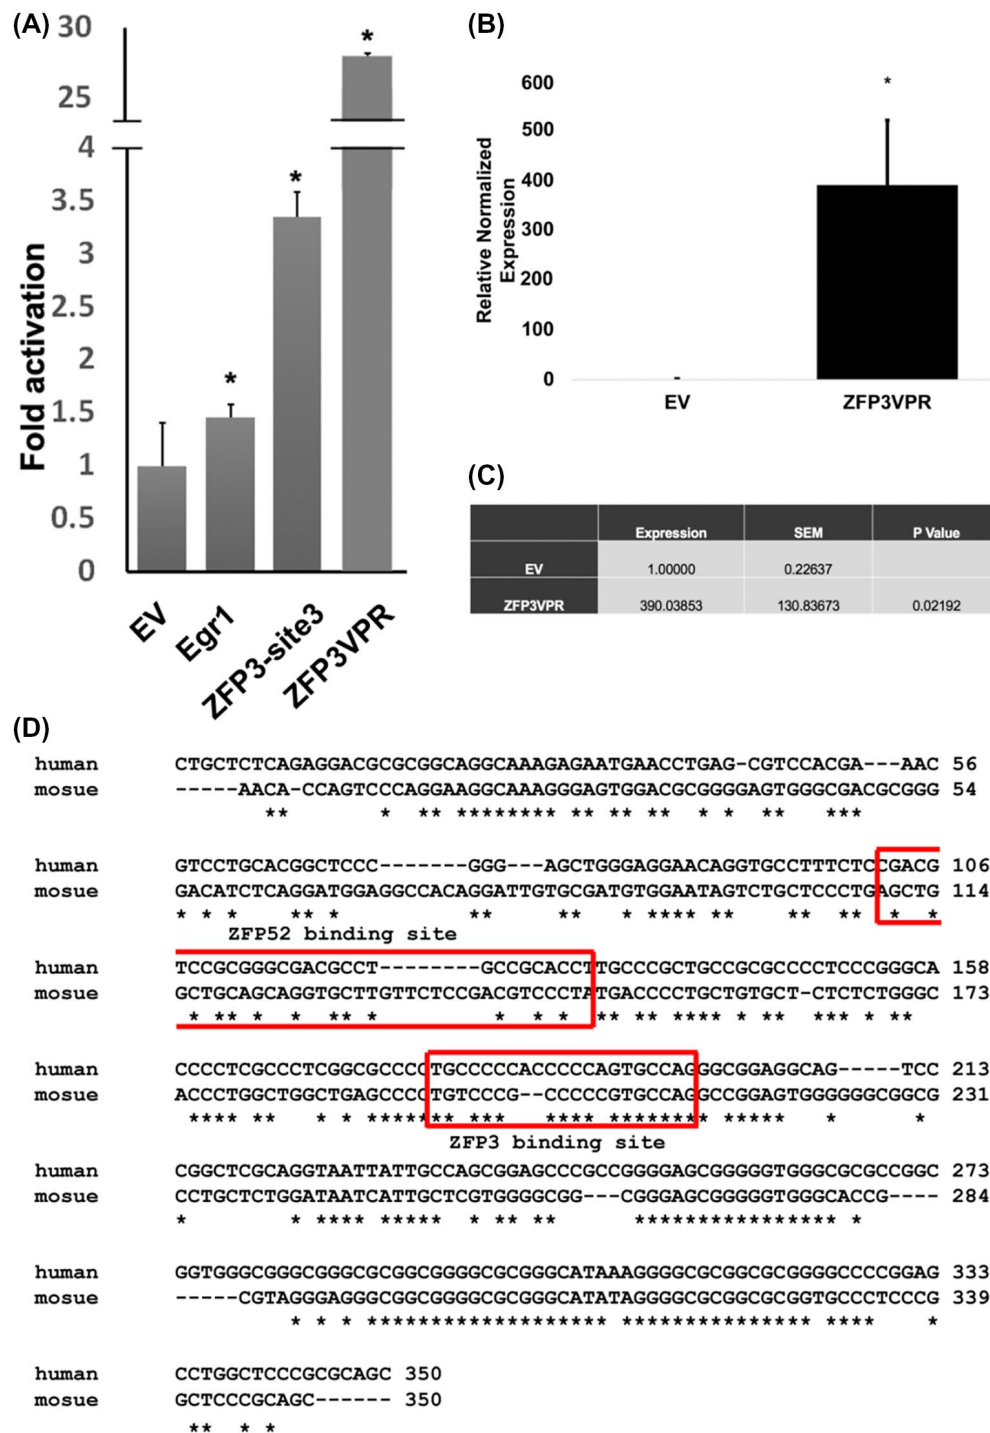 (A)
30
25
4
3.5
3
2.5
2
1.5
1
0.5
0
Fold activation
*
*
*
EV
Egr1
ZFP3-site3
ZFP3VPR
(B)
600
500
400
300
200
100
0
Relative Normalized
Expression
*
EV
ZFP3VPR
(C)
Expression SEM P Value
EV 1.00000 0.22637
ZFP3VPR 390.03853 130.83673 0.02192
(D)
human CTGCTCTCAGAGGACGCGCGGCAGGCAAAGAGAATGAACCTGAG-CGTCCACGA---AAC 56
mosue -----AACA-CCAGTCCCAGGAAGGCAAAGGGAGTGGACGCGGGGAGTGGGCGACGCGGG 54
** * ** ********* ** ** ** * * ** ***
human GTCCTGCACGGCTCCC-------GGG---AGCTGGGAGGAACAGGTGCCTTTCTCCGACG 106
mosue GACATCTCAGGATGGAGGCCACAGGATTGTGCGATGTGGAATAGTCTGCTCCCTGAGCTG 114
* * * ** * ** ** * **** ** ** ** * *
ZFP52 binding site
human TCCGCGGGCGACGCCT--------GCCGCACCTTGCCCGCTGCCGCGCCCCTCCCGGGCA 158
mosue GCTGCAGCAGGTGCTTGTTCTCCGACGTCCCTATGACCCCTGCTGTGCT-CTCTCTGGGC 173
* ** * * ** * * * * ** ** **** * ** *** * **
human CCCCTCGCCCTCGGCGCCCCTGCCCCCACCCCCAGTGCCAGGGCGGAGGCAG-----TCC 213
mosue ACCCTGGCTGGCTGAGCCCCTGTCCCG--CCCCCGTGCCAGGCCGGAGTGGGGGGCGGCG 231
**** ** * * ******* *** **** ******** ***** * *
ZFP3 binding site
human CGGCTCGCAGGTAATTATTGCCAGCGGAGCCCGCCGGGGAGCGGGGGTGGGCGCGCCGGC 273
mosue CCTGCTCTGGATAATCATTGCTCGTGGGGCGG---CGGGAGCGGGGGTGGGCACCG---- 284
* * **** ***** * ** ** **************** *
human GGTGGGCGGGCGGGCGCGGCGGGGCGCGGGCATAAAGGGGCGCGGCGCGGGGCCCCGGAG 333
mosue -----CGTAGGGAGGGCGGCGGGGCGCGGGCATATAGGGGCGCGGCGCGGTGCCCTCCCG 339
* * * ******************* *************** **** *
human CCTGGCTCCCGCGCAGC 350
mosue GCTCCCGCAGC------ 350
** * *